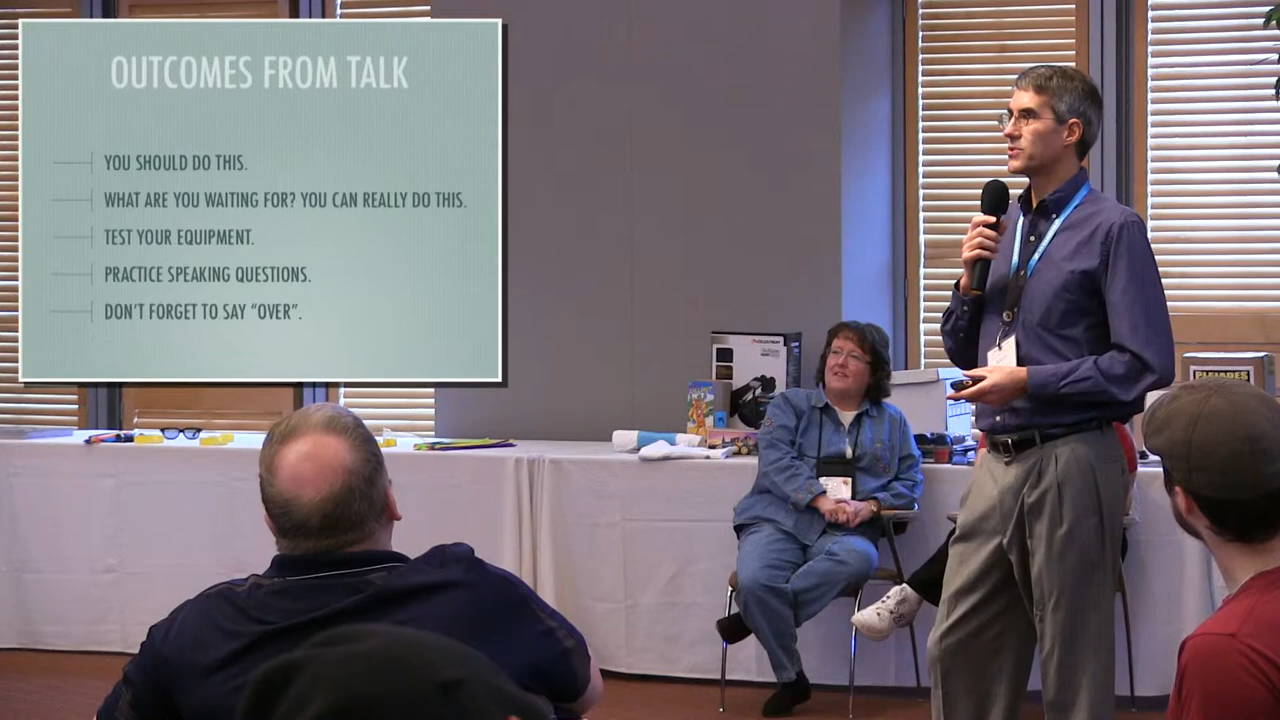 OUTCOMES FROM TALK
YOU SHOULD DO THIS.
WHAT ARE YOU WAITING FOR? YOU CAN REALLY DO THIS.
TEST YOUR EQUIPMENT.
PRACTICE SPEAKING QUESTIONS.
DON'T FORGET TO SAY “OVER”.
CELESTRON
PLEIADES